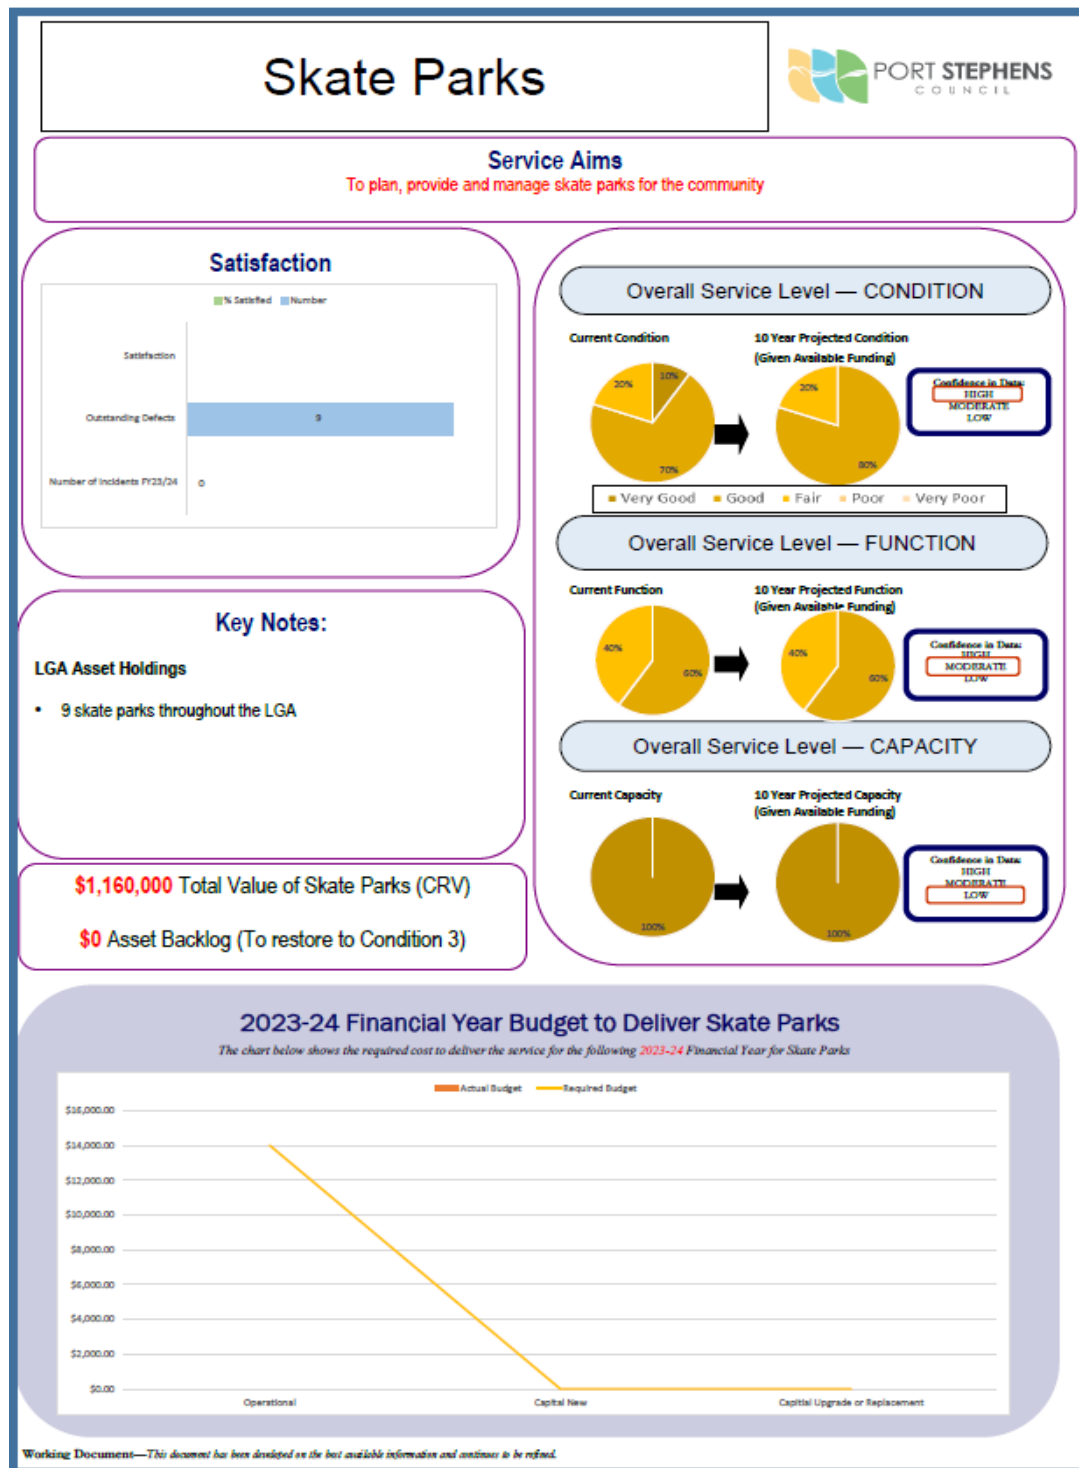 Skate Parks
PORT STEPHENS
COUNCIL
Service Aims
To plan, provide and manage skate parks for the community
Satisfaction
% Satisfied Number
Satisfaction
Outstanding Defects
9
Number of Incidents FY23/24
0
Key Notes:
LGA Asset Holdings
• 9 skate parks throughout the LGA
$1,160,000 Total Value of Skate Parks (CRV)
$0 Asset Backlog (To restore to Condition 3)
Overall Service Level — CONDITION
Current Condition
10 Year Projected Condition
(Given Available Funding)
20%
10%
70%
20%
80%
Confidence in Data:
HIGH
MODERATE
LOW
Very Good Good Fair Poor Very Poor
Overall Service Level — FUNCTION
Current Function
10 Year Projected Function
(Given Available Funding)
40%
60%
40%
60%
Confidence in Data:
HIGH
MODERATE
LOW
Overall Service Level — CAPACITY
Current Capacity
10 Year Projected Capacity
(Given Available Funding)
100%
100%
Confidence in Data:
HIGH
MODERATE
LOW
2023-24 Financial Year Budget to Deliver Skate Parks
The chart below shows the required cost to deliver the service for the following 2023-24 Financial Year for Skate Parks
Actual Budget Required Budget
$16,000.00
$14,000.00
$12,000.00
$10,000.00
$8,000.00
$6,000.00
$4,000.00
$2,000.00
$0.00
Operational
Capital New
Capitial Upgrade or Replacement
Working Document—This document has been developed on the best available information and continues to be refined.